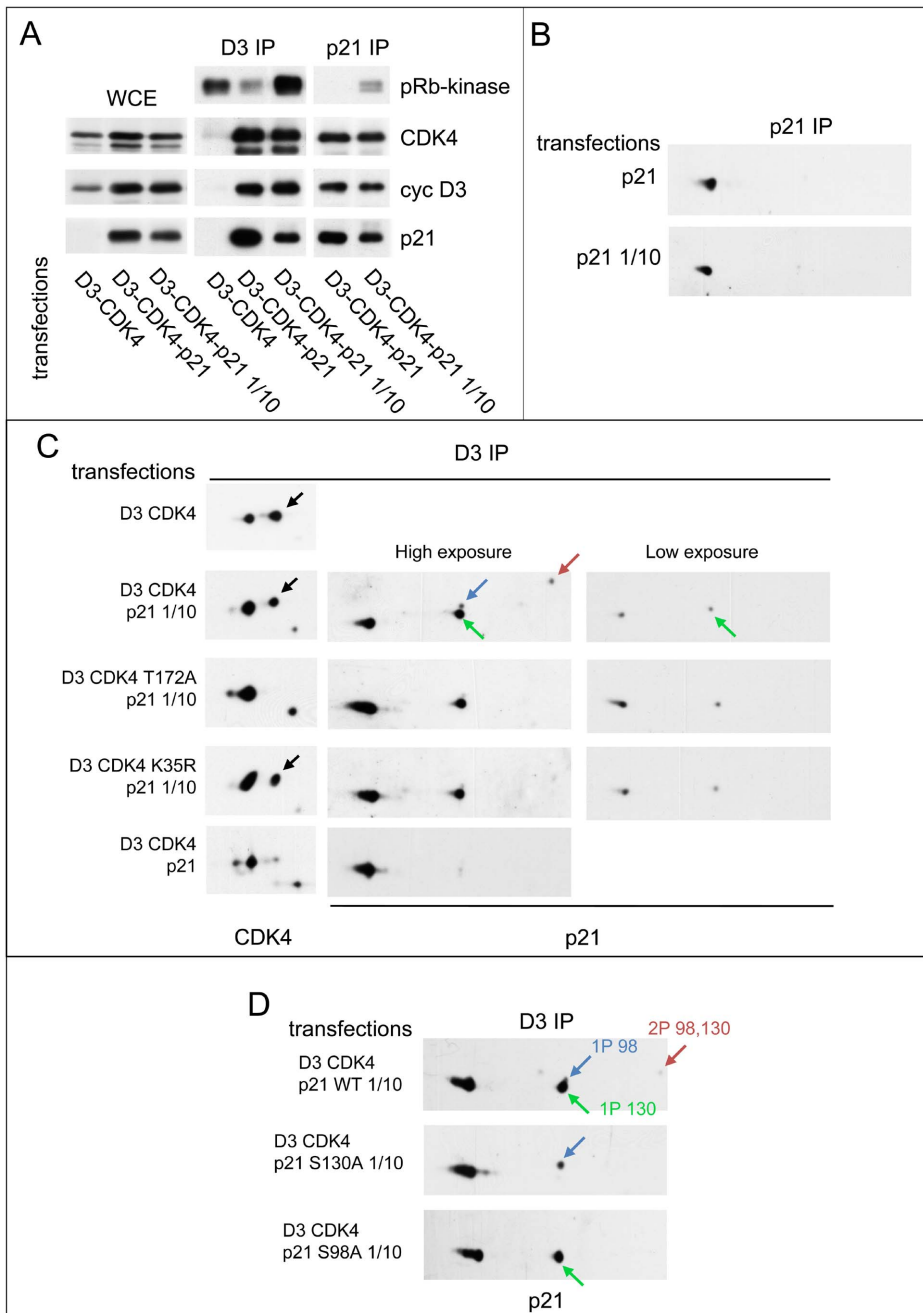 A
D3 IP
p21 IP
WCE
pRb-kinase
CDK4
cyc D3
p21
transfections
D3-CDK4
D3-CDK4-p21
D3-CDK4-p21 1/10
D3-CDK4
D3-CDK4-p21
D3-CDK4-p21 1/10
D3-CDK4-p21
D3-CDK4-p21 1/10
B
p21 IP
transfections
p21
p21 1/10
C
D3 IP
transfections
D3 CDK4
High exposure
Low exposure
D3 CDK4
p21 1/10
D3 CDK4 T172A
p21 1/10
D3 CDK4 K35R
p21 1/10
D3 CDK4
p21
CDK4
p21
D
D3 IP
transfections
2P 98,130
1P 98
D3 CDK4
p21 WT 1/10
1P 130
D3 CDK4
p21 S130A 1/10
D3 CDK4
p21 S98A 1/10
p21